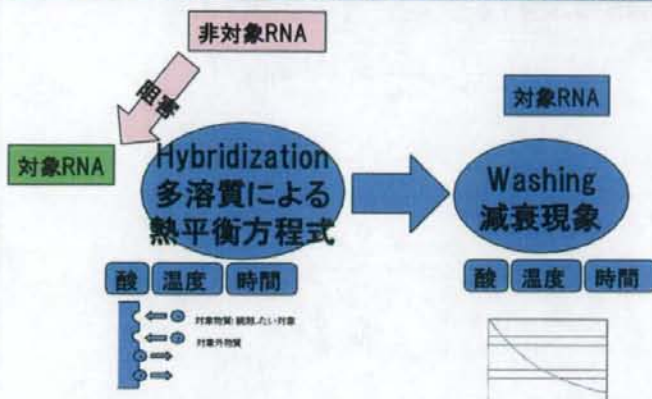 非対象RNA
阻害
対象RNA
対象RNA
Hybridization
多溶質による
熱平衡方程式
Washing
減衰現象
酸 温度 時間
酸 温度 時間
対象物質:観測したい対象
対象外物質